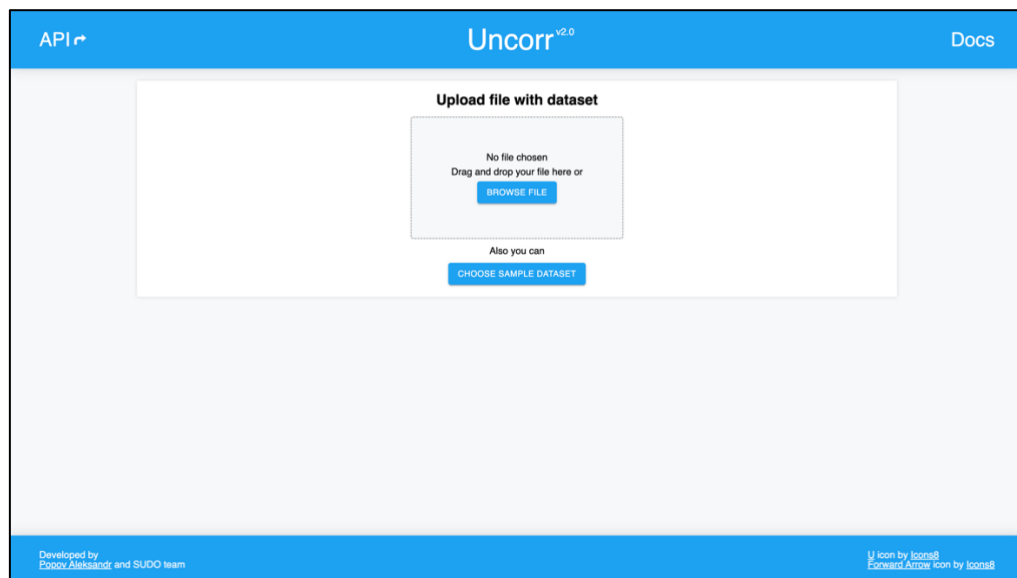 API
Uncorr v2.0
Docs
Upload file with dataset
No file chosen
Drag and drop your file here or
BROWSE FILE
Also you can
CHOOSE SAMPLE DATASET
Developed by
Popov Aleksandr and SUDO team
U icon by Icons8
Forward Arrow icon by Icons8